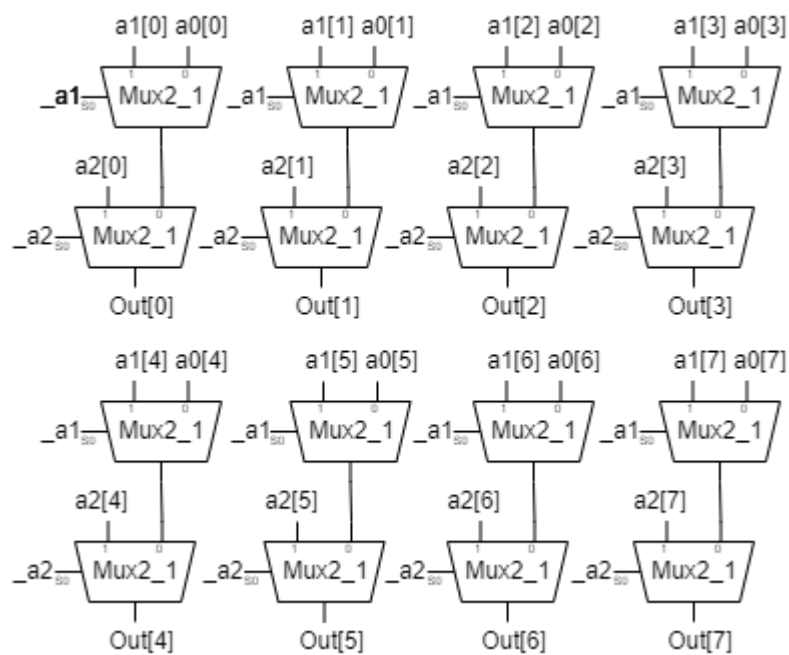 a1[0] a0[0] a1[1] a0[1] a1[2] a0[2] a1[3] a0[3]
1 0 1 0 1 0 1 0
_a1 S0 Mux2_1 _a1 S0 Mux2_1 _a1 S0 Mux2_1 _a1 S0 Mux2_1
a2[0] a2[1] a2[2] a2[3]
1 0 1 0 1 0 1 0
_a2 S0 Mux2_1 _a2 S0 Mux2_1 _a2 S0 Mux2_1 _a2 S0 Mux2_1
Out[0] Out[1] Out[2] Out[3]
a1[4] a0[4] a1[5] a0[5] a1[6] a0[6] a1[7] a0[7]
1 0 1 0 1 0 1 0
_a1 S0 Mux2_1 _a1 S0 Mux2_1 _a1 S0 Mux2_1 _a1 S0 Mux2_1
a2[4] a2[5] a2[6] a2[7]
1 0 1 0 1 0 1 0
_a2 S0 Mux2_1 _a2 S0 Mux2_1 _a2 S0 Mux2_1 _a2 S0 Mux2_1
Out[4] Out[5] Out[6] Out[7]